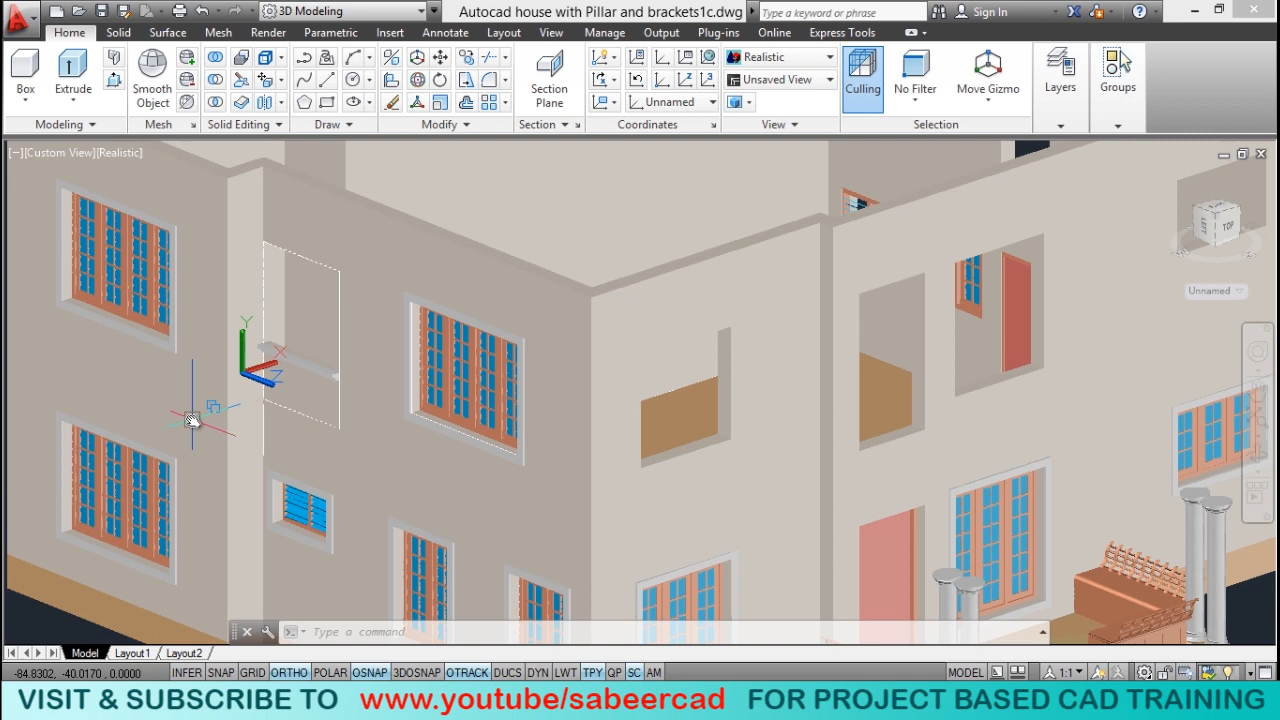 3D Modeling
Autocad house with Pillar and brackets1c.dwg
Type a keyword or phrase
Sign In
Home Solid Surface Mesh Render Parametric Insert Annotate Layout View Manage Output Plug-ins Online Express Tools
Box
Extrude
Smooth
Object
Section
Plane
Realistic
Unsaved View
Unnamed
Culling
No Filter
Move Gizmo
Layers
Groups
Modeling
Mesh
Solid Editing
Draw
Modify
Section
Coordinates
View
Selection
[−][Custom View][Realistic]
LEFT
TOP
Unnamed
Y
X
Z
Type a command
Model Layout1 Layout2
-84.8302, -40.0170, 0.0000
INFER SNAP GRID ORTHO POLAR OSNAP 3DOSNAP OTRACK DUCS DYN LWT TPY QP SC AM
MODEL
1:1
VISIT & SUBSCRIBE TO www.youtube/sabeercad FOR PROJECT BASED CAD TRAINING